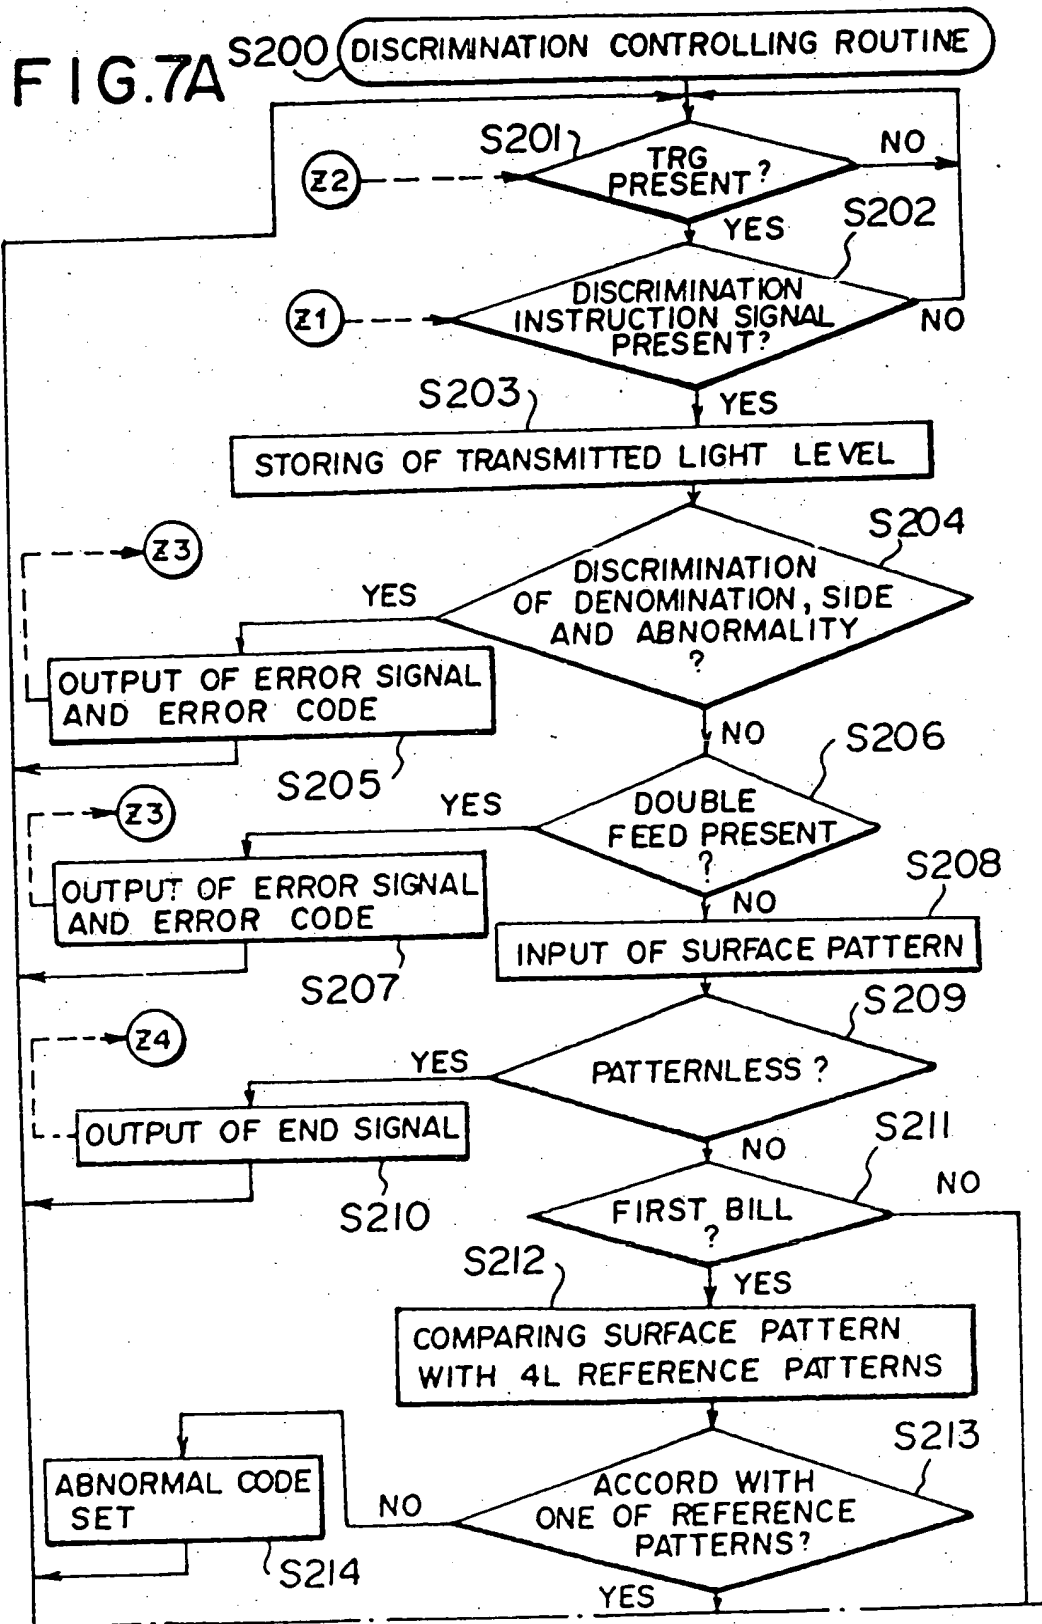 FIG.7A
S200
DISCRIMINATION CONTROLLING ROUTINE
S201
TRG
PRESENT?
NO
Z2
YES
S202
DISCRIMINATION
INSTRUCTION SIGNAL
PRESENT?
Z1
NO
S203
YES
STORING OF TRANSMITTED LIGHT LEVEL
S204
Z3
DISCRIMINATION
OF DENOMINATION, SIDE
AND ABNORMALITY
?
YES
OUTPUT OF ERROR SIGNAL
AND ERROR CODE
S205
NO
S206
Z3
YES
DOUBLE
FEED PRESENT
?
OUTPUT OF ERROR SIGNAL
AND ERROR CODE
S207
NO
S208
INPUT OF SURFACE PATTERN
S209
Z4
YES
PATTERNLESS?
OUTPUT OF END SIGNAL
S210
NO
S211
FIRST BILL
?
NO
S212
YES
COMPARING SURFACE PATTERN
WITH 4L REFERENCE PATTERNS
S213
ACCORD WITH
ONE OF REFERENCE
PATTERNS?
NO
ABNORMAL CODE
SET
S214
YES